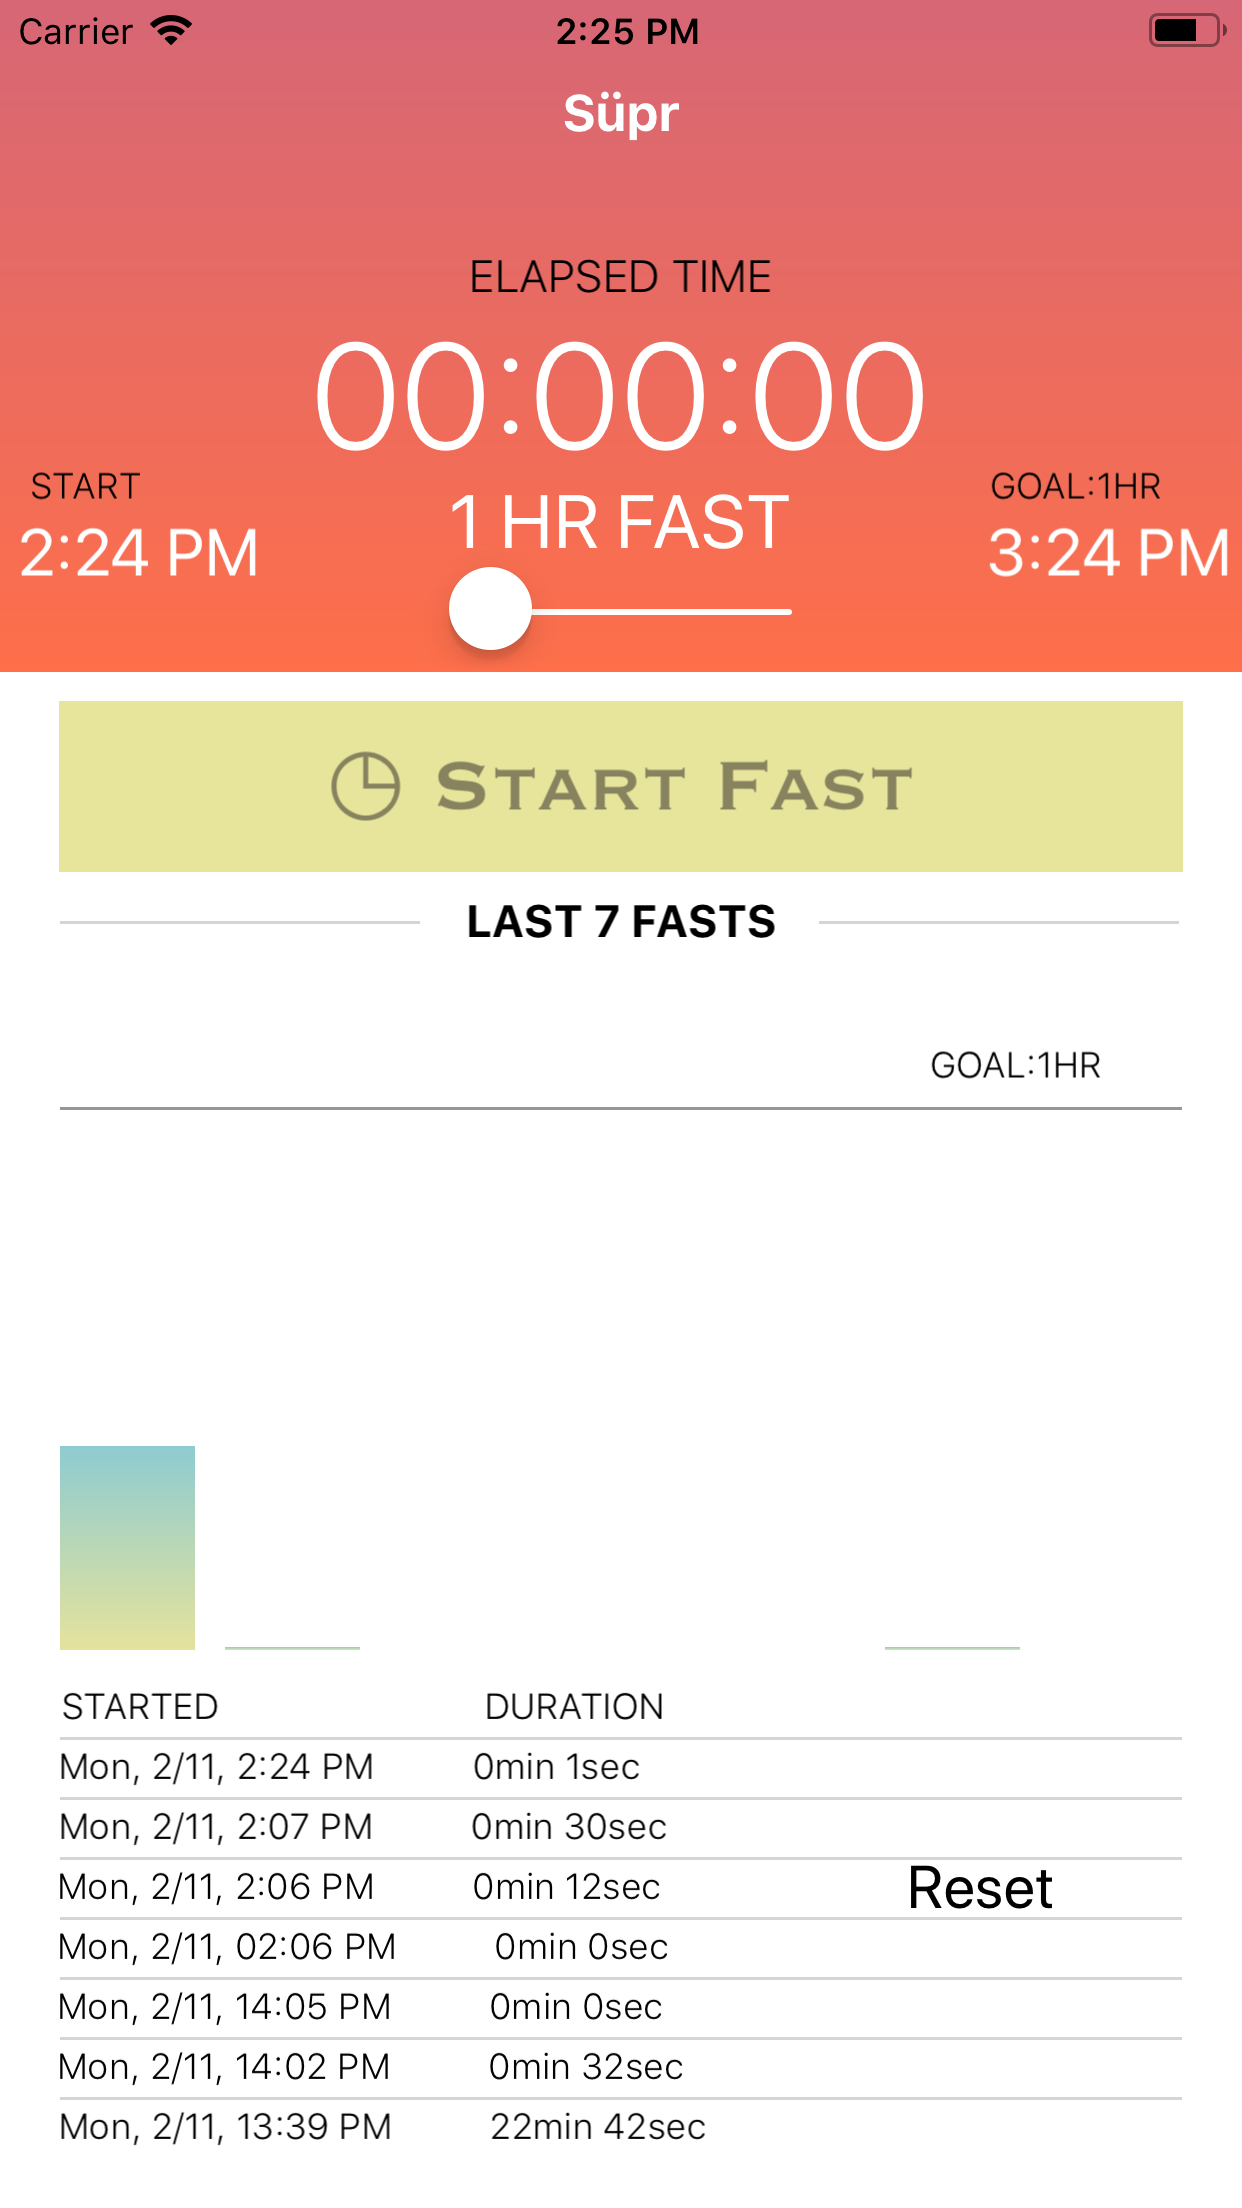 Carrier 2:25 PM
Süpr
ELAPSED TIME
00:00:00
START
2:24 PM
1 HR FAST
GOAL:1HR
3:24 PM
START FAST
LAST 7 FASTS
GOAL:1HR
STARTED DURATION
Mon, 2/11, 2:24 PM 0min 1sec
Mon, 2/11, 2:07 PM 0min 30sec
Mon, 2/11, 2:06 PM 0min 12sec Reset
Mon, 2/11, 02:06 PM 0min 0sec
Mon, 2/11, 14:05 PM 0min 0sec
Mon, 2/11, 14:02 PM 0min 32sec
Mon, 2/11, 13:39 PM 22min 42sec